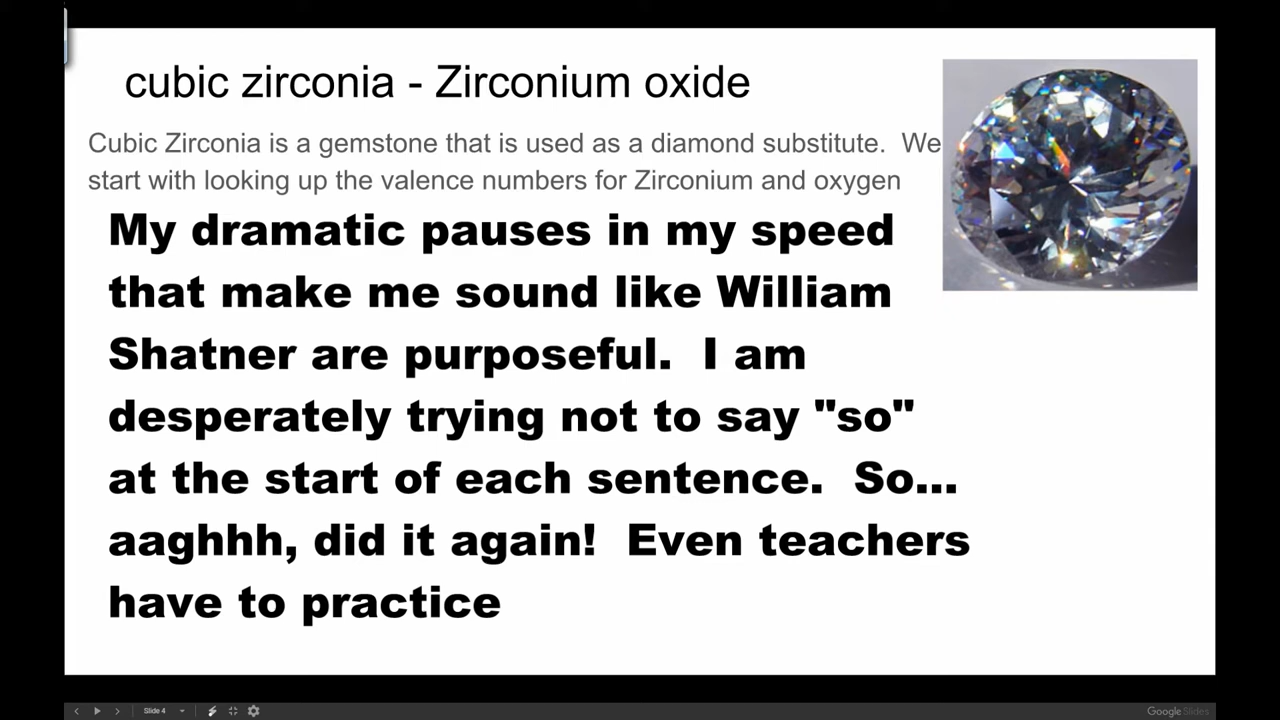 cubic zirconia - Zirconium oxide
Cubic Zirconia is a gemstone that is used as a diamond substitute.  We
start with looking up the valence numbers for Zirconium and oxygen
My dramatic pauses in my speed
that make me sound like William
Shatner are purposeful.  I am
desperately trying not to say "so"
at the start of each sentence.  So...
aaghhh, did it again!  Even teachers
have to practice
Slide 4
Google Slides